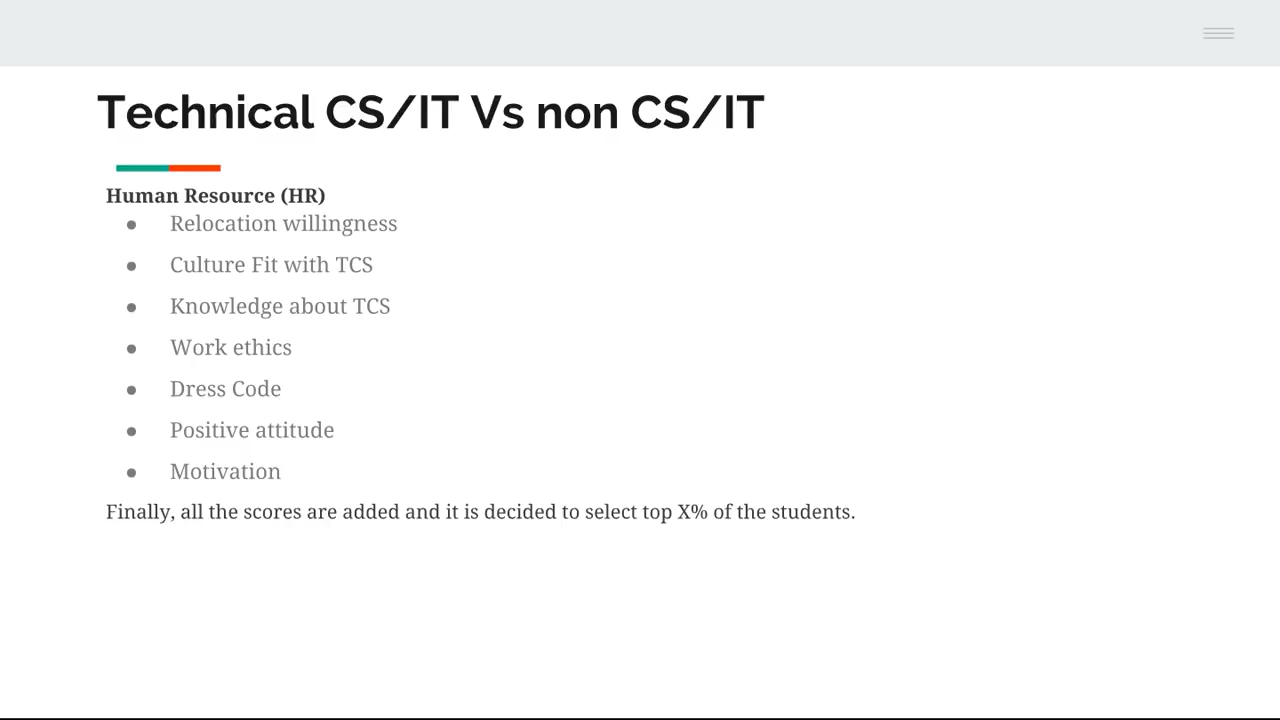 Technical CS/IT Vs non CS/IT
Human Resource (HR)
● Relocation willingness
● Culture Fit with TCS
● Knowledge about TCS
● Work ethics
● Dress Code
● Positive attitude
● Motivation
Finally, all the scores are added and it is decided to select top X% of the students.